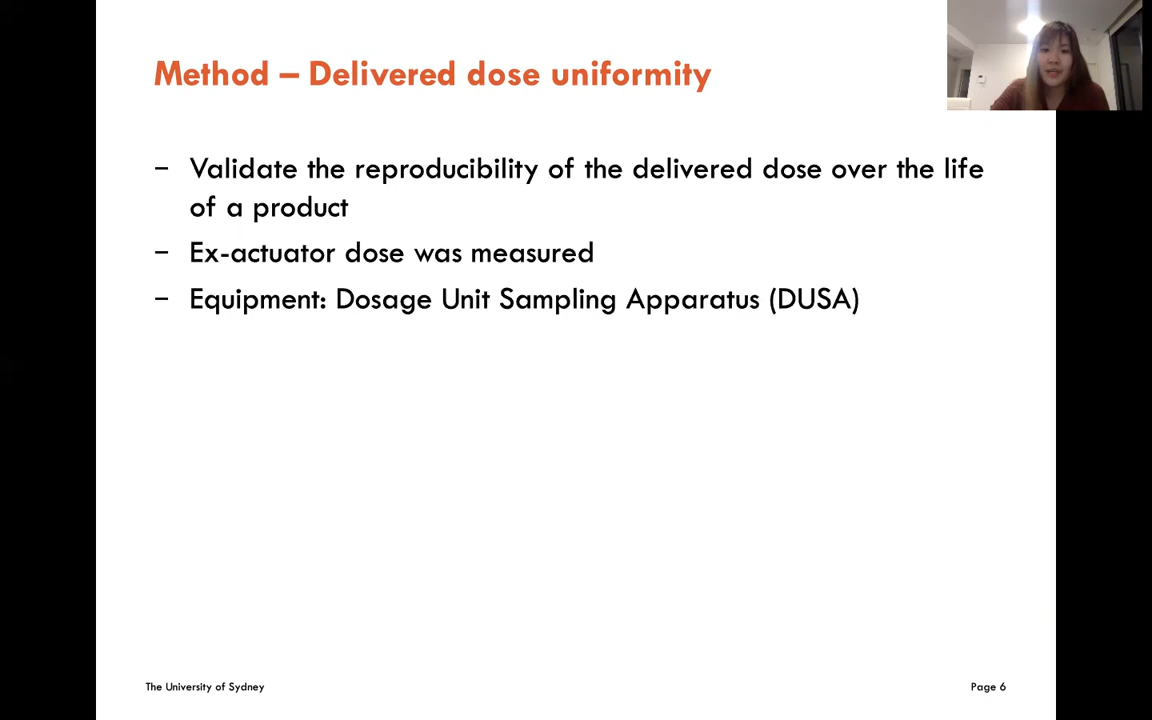 Method – Delivered dose uniformity
– Validate the reproducibility of the delivered dose over the life
of a product
– Ex-actuator dose was measured
– Equipment: Dosage Unit Sampling Apparatus (DUSA)
The University of Sydney
Page 6